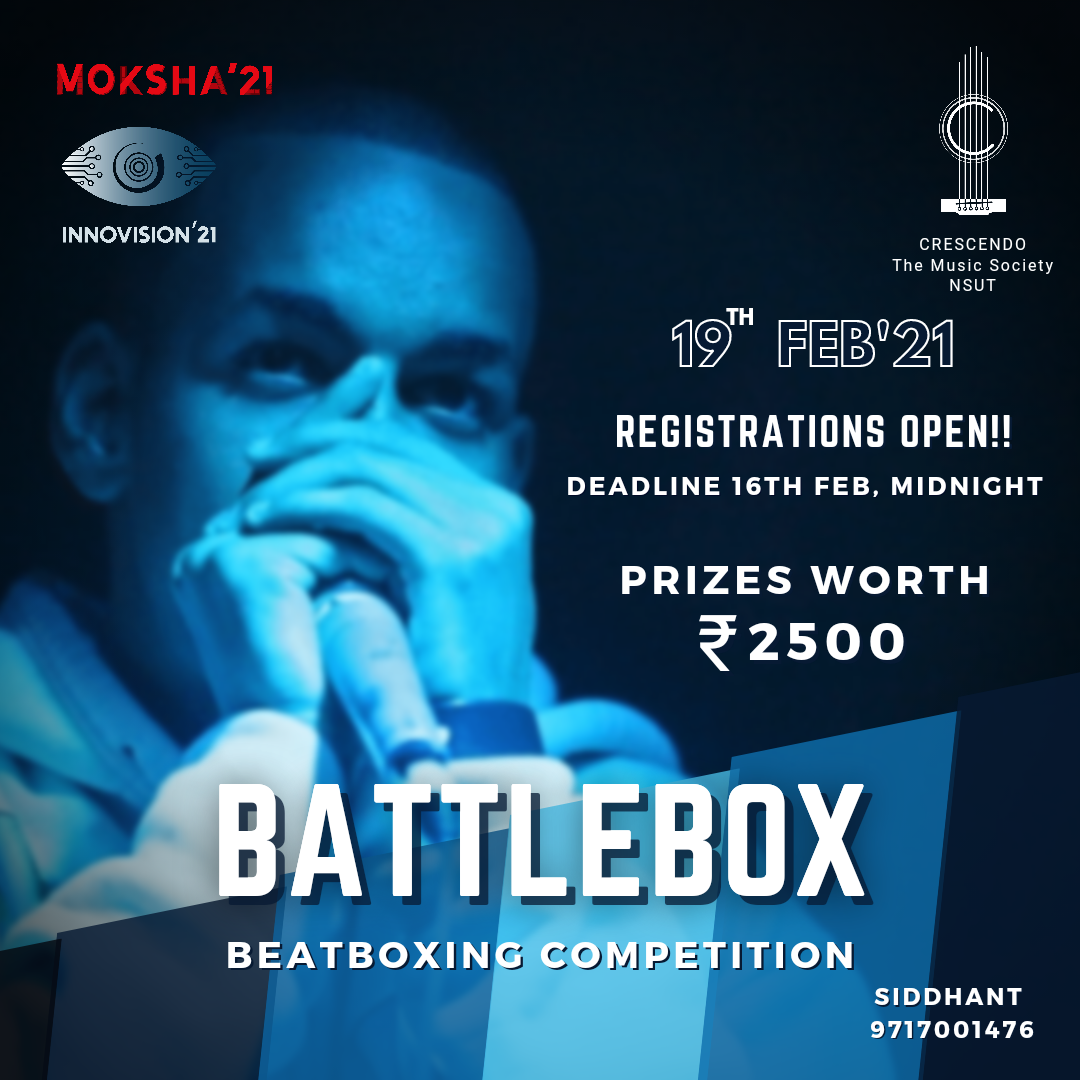 MOKSHA'21
INNOVISION'21
CRESCENDO
The Music Society
NSUT
19TH FEB'21
REGISTRATIONS OPEN!!
DEADLINE 16TH FEB, MIDNIGHT
PRIZES WORTH
₹2500
BATTLEBOX
BEATBOXING COMPETITION
SIDDHANT
9717001476